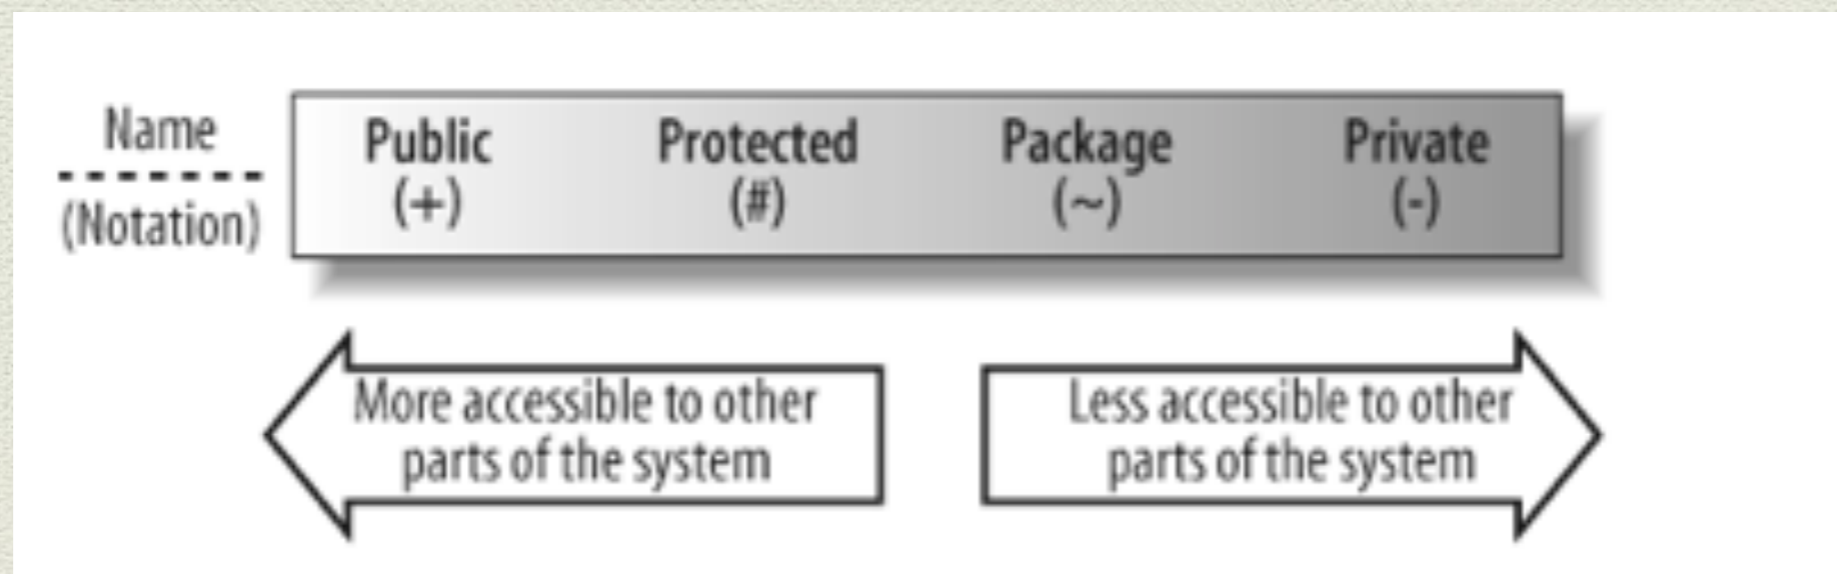 Name
(Notation)
Public Protected Package Private
(+) (#) (~) (-)
More accessible to other
parts of the system
Less accessible to other
parts of the system